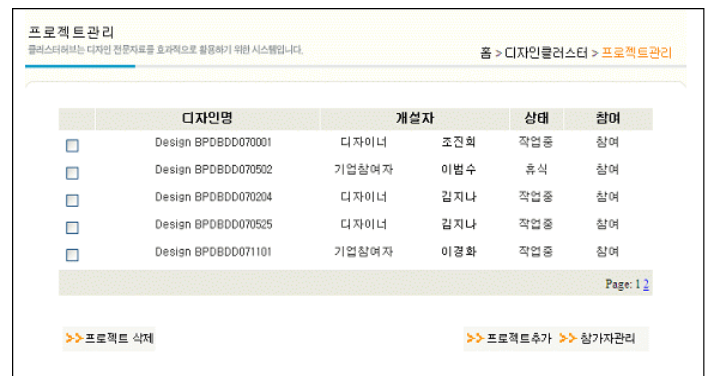 프로젝트관리
클러스터허브는 디자인 전문자료를 효과적으로 활용하기 위한 시스템입니다.
홈 > 디자인클러스터 > 프로젝트관리
디자인명 개설자 상태 참여
Design BPDBDD070001 디자이너 조진희 작업중 참여
Design BPDBDD070502 기업참여자 이범수 휴식 참여
Design BPDBDD070204 디자이너 김지나 작업중 참여
Design BPDBDD070525 디자이너 김지나 작업중 참여
Design BPDBDD071101 기업참여자 이경화 작업중 참여
Page: 1 2
>> 프로젝트 삭제 >> 프로젝트추가 >> 참가자관리